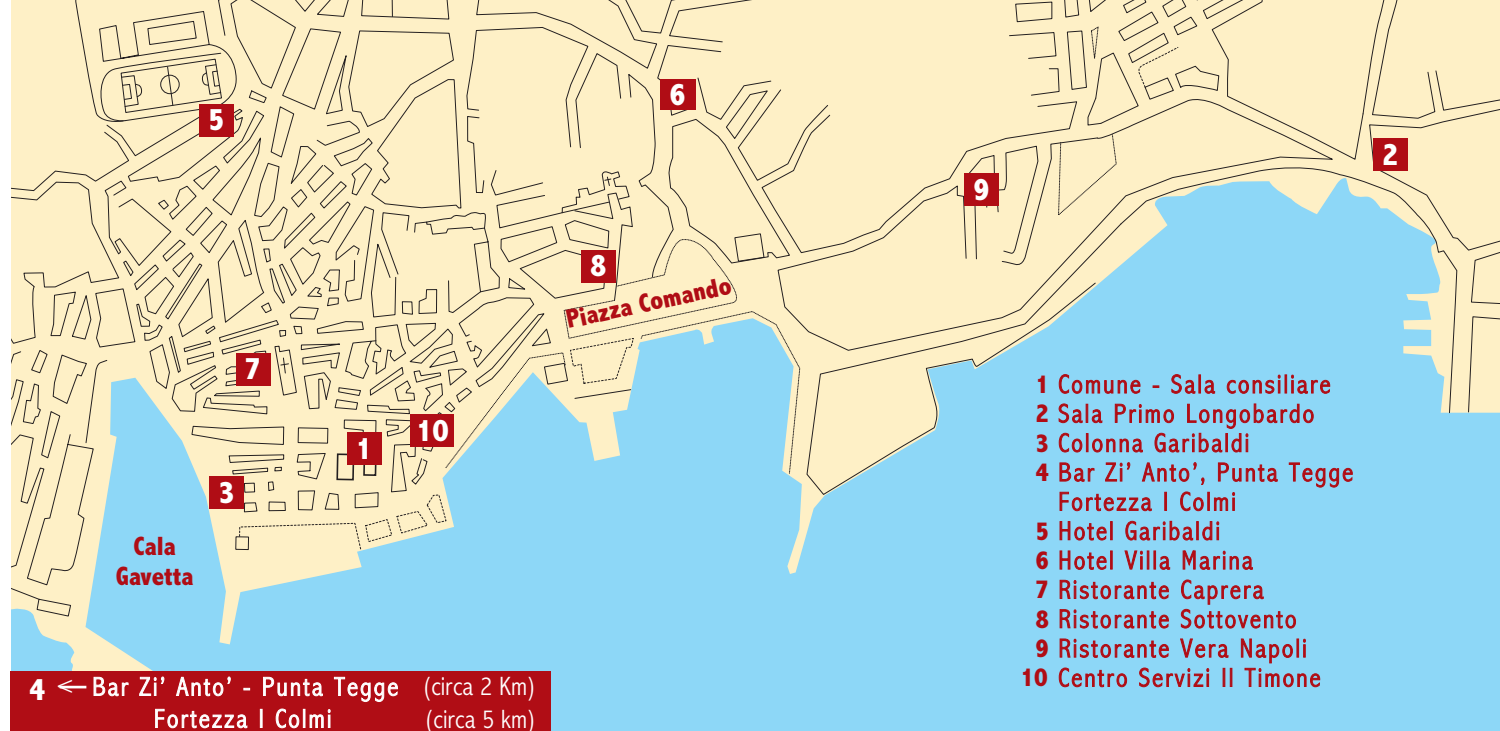 5
6
2
9
8
Piazza Comando
7
10
1
3
Cala
Gavetta
1 Comune - Sala consiliare
2 Sala Primo Longobardo
3 Colonna Garibaldi
4 Bar Zi' Anto', Punta Tegge
Fortezza I Colmi
5 Hotel Garibaldi
6 Hotel Villa Marina
7 Ristorante Caprera
8 Ristorante Sottovento
9 Ristorante Vera Napoli
10 Centro Servizi Il Timone
4 ← Bar Zi' Anto' - Punta Tegge (circa 2 Km)
Fortezza I Colmi (circa 5 km)